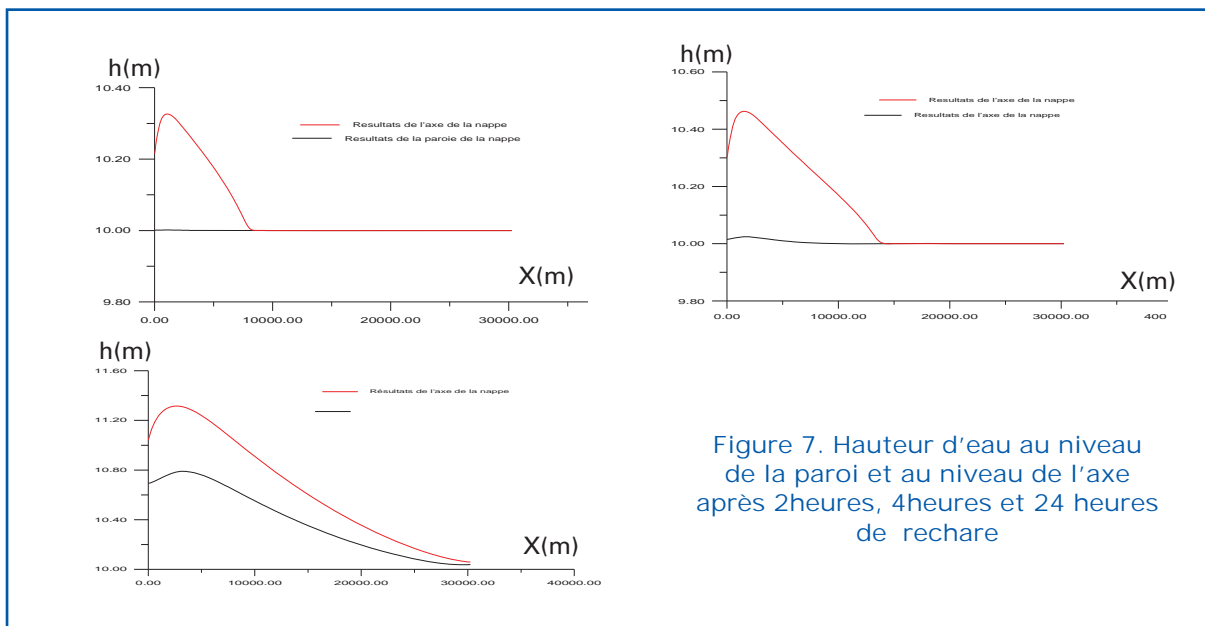 h(m)
10.40
10.20
10.00
9.80
0.00 10000.00 20000.00 30000.00
X(m)
Resultats de l'axe de la nappe
Resultats de la paroie de la nappe
h(m)
10.60
10.40
10.20
10.00
9.80
0.00 10000.00 20000.00 30000.00 400
X(m)
Resultats de l'axe de la nappe
Resultats de l'axe de la nappe
h(m)
11.60
11.20
10.80
10.40
10.00
0.00 10000.00 20000.00 30000.00 40000.00
X(m)
Résultats de l'axe de la nappe
Figure 7. Hauteur d'eau au niveau
de la paroi et au niveau de l'axe
après 2heures, 4heures et 24 heures
de rechare